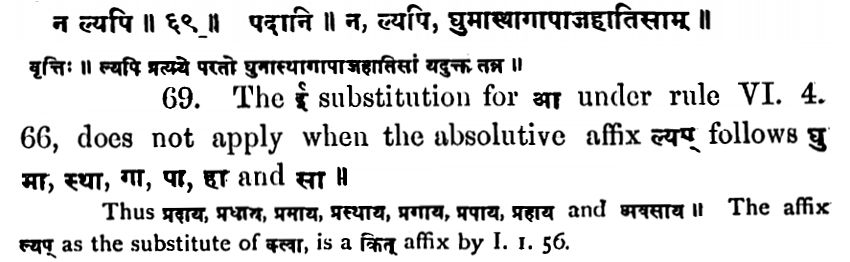 न ल्यपि ॥ ६९ ॥ पदानि ॥ न, ल्यपि, घुमास्थागापाजहातिसाम् ॥
वृत्तिः ॥ ल्यपि प्रत्यये परतो घुमास्थागापाजहातिसां यदुक्तं तन्न ॥
69. The ई substitution for आ under rule VI. 4.
66, does not apply when the absolutive affix ल्यप् follows घु
मा, स्था, गा, पा, हा and सा ॥
Thus प्रदाय, प्रधाय, प्रमाय, प्रस्थाय, प्रगाय, प्रपाय, प्रहाय and अवसाय ॥ The affix
ल्यप् as the substitute of क्त्वा, is a कित् affix by I. 1. 56.